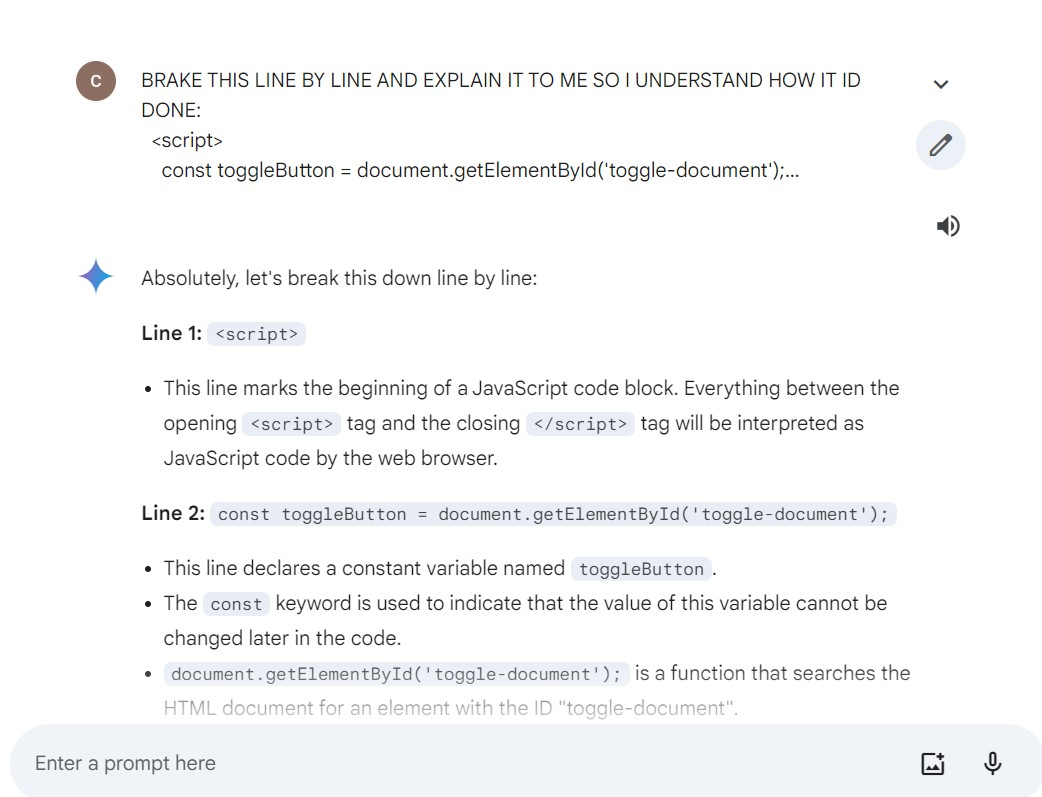 C
BRAKE THIS LINE BY LINE AND EXPLAIN IT TO ME SO I UNDERSTAND HOW IT ID
DONE:
<script>
const toggleButton = document.getElementById('toggle-document');...
Absolutely, let's break this down line by line:
Line 1: <script>
• This line marks the beginning of a JavaScript code block. Everything between the
opening <script> tag and the closing </script> tag will be interpreted as
JavaScript code by the web browser.
Line 2: const toggleButton = document.getElementById('toggle-document');
• This line declares a constant variable named toggleButton.
• The const keyword is used to indicate that the value of this variable cannot be
changed later in the code.
• document.getElementById('toggle-document'); is a function that searches the
HTML document for an element with the ID "toggle-document".
Enter a prompt here